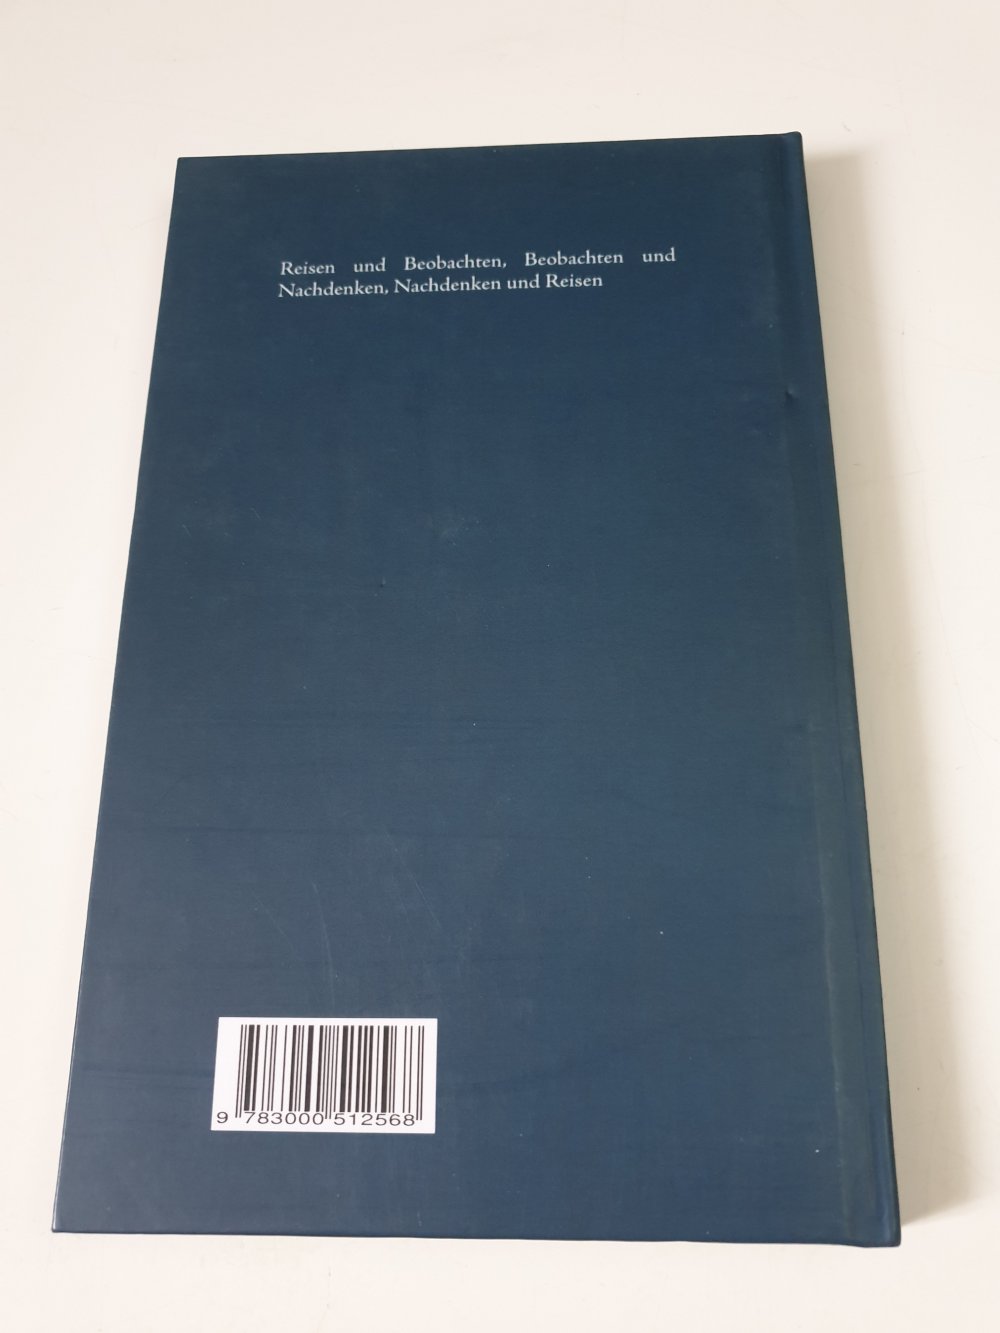 Reisen und Beobachten, Beobachten und
Nachdenken, Nachdenken und Reisen
9 783000 512568